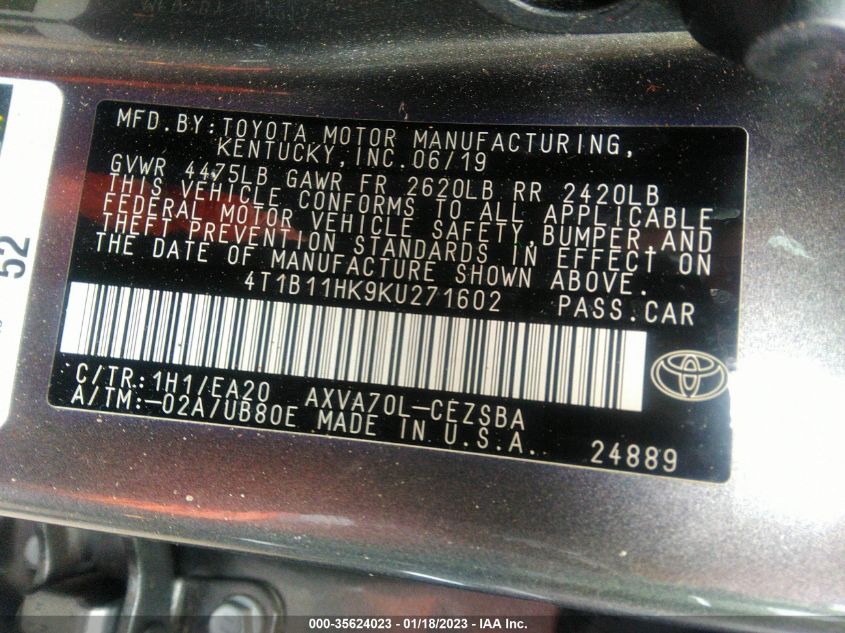 52
MFD.BY:TOYOTA MOTOR MANUFACTURING,
KENTUCKY,INC.06/19
GVWR 4475LB GAWR FR 2620LB RR 2420LB
THIS VEHICLE CONFORMS TO ALL APPLICABLE
FEDERAL MOTOR VEHICLE SAFETY,BUMPER,AND
THEFT PREVENTION STANDARDS IN EFFECT ON
THE DATE OF MANUFACTURE SHOWN ABOVE.
4T1B11HK9KU271602 PASS.CAR
C/TR:1H1/EA20 AXVA70L-CEZSBA
A/TM:-02A/UB80E MADE IN U.S.A.
24889
000-35624023 - 01/18/2023 - IAA Inc.